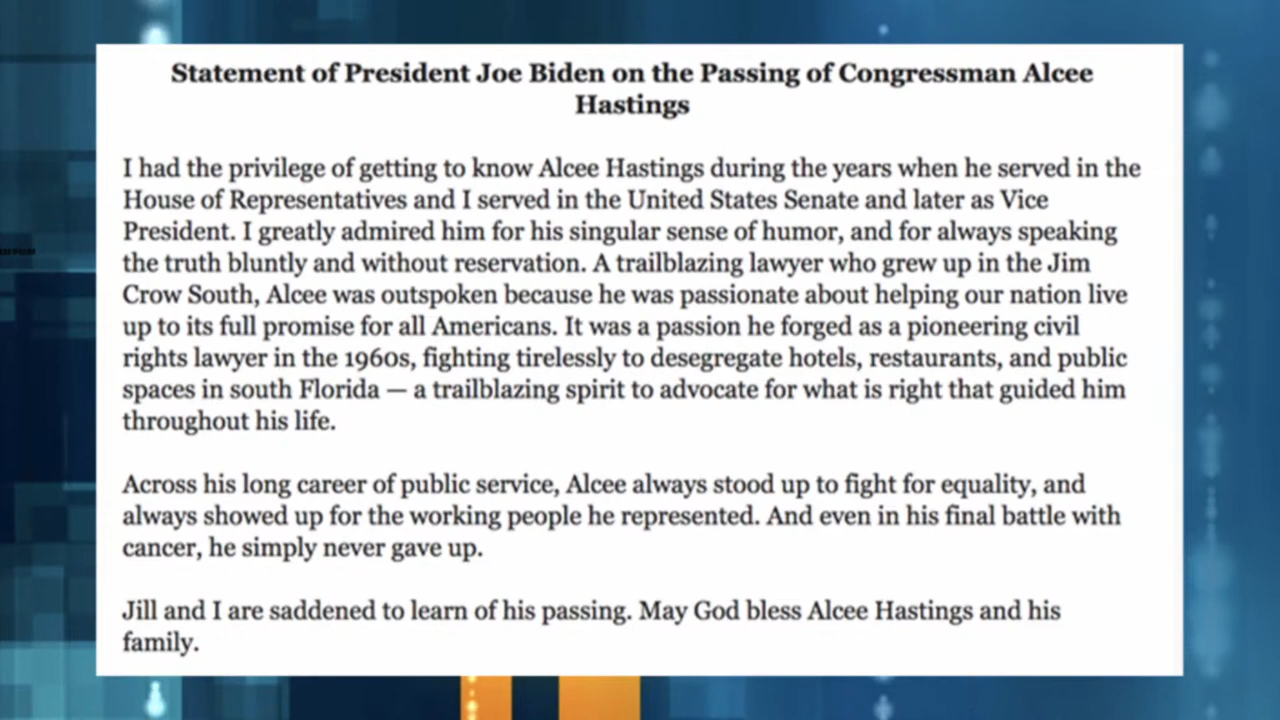 Statement of President Joe Biden on the Passing of Congressman Alcee
Hastings
I had the privilege of getting to know Alcee Hastings during the years when he served in the
House of Representatives and I served in the United States Senate and later as Vice
President. I greatly admired him for his singular sense of humor, and for always speaking
the truth bluntly and without reservation. A trailblazing lawyer who grew up in the Jim
Crow South, Alcee was outspoken because he was passionate about helping our nation live
up to its full promise for all Americans. It was a passion he forged as a pioneering civil
rights lawyer in the 1960s, fighting tirelessly to desegregate hotels, restaurants, and public
spaces in south Florida — a trailblazing spirit to advocate for what is right that guided him
throughout his life.
Across his long career of public service, Alcee always stood up to fight for equality, and
always showed up for the working people he represented. And even in his final battle with
cancer, he simply never gave up.
Jill and I are saddened to learn of his passing. May God bless Alcee Hastings and his
family.